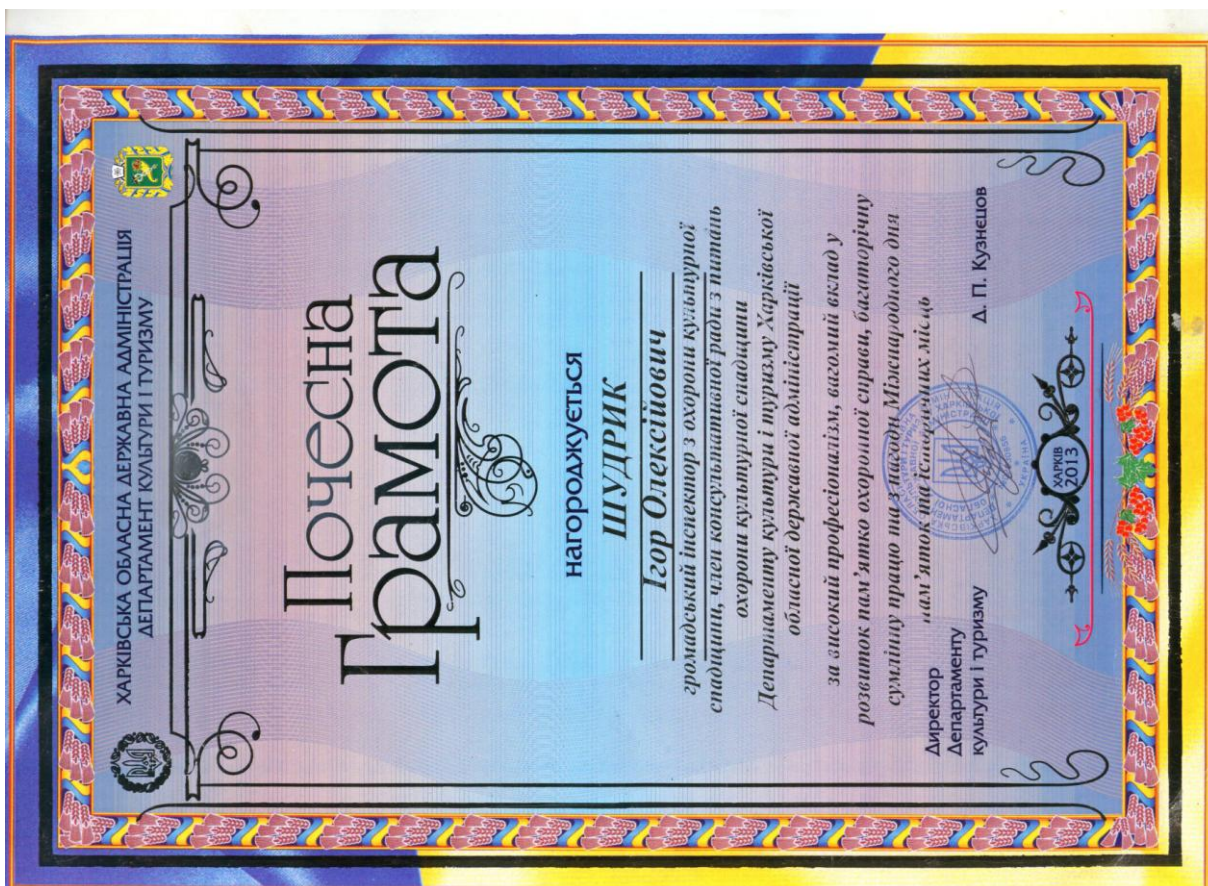 ХАРКІВСЬКА ОБЛАСНА ДЕРЖАВНА АДМІНІСТРАЦІЯ
ДЕПАРТАМЕНТ КУЛЬТУРИ І ТУРИЗМУ
Почесна
Грамота
нагороджується
ШУДРИК
Ігор Олексійович
громадський інспектор з охорони культурної
спадщини, член консультативної ради з питань
охорони культурної спадщини
Департаменту культури і туризму Харківської
обласної державної адміністрації
за високий професіоналізм, вагомий вклад у
розвиток пам'ятко охоронної справи, багаторічну
сумлінну працю та з нагоди Міжнародного дня
пам'яток та історичних місць
Директор
Департаменту
культури і туризму
Д. П. Кузнєцов
ХАРКІВ
2013